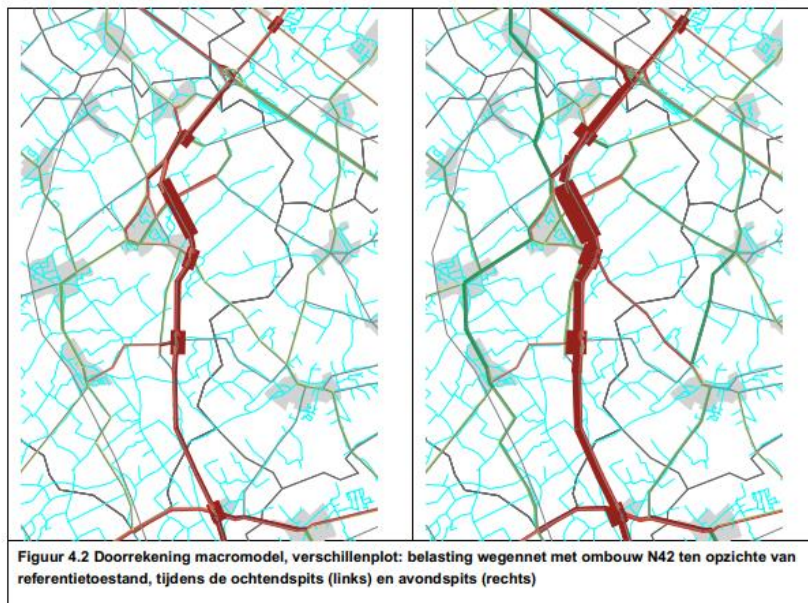 Figuur 4.2 Doorrekening macromodel, verschillenplot: belasting wegennet met ombouw N42 ten opzichte van
referentietoestand, tijdens de ochtendspits (links) en avondspits (rechts)